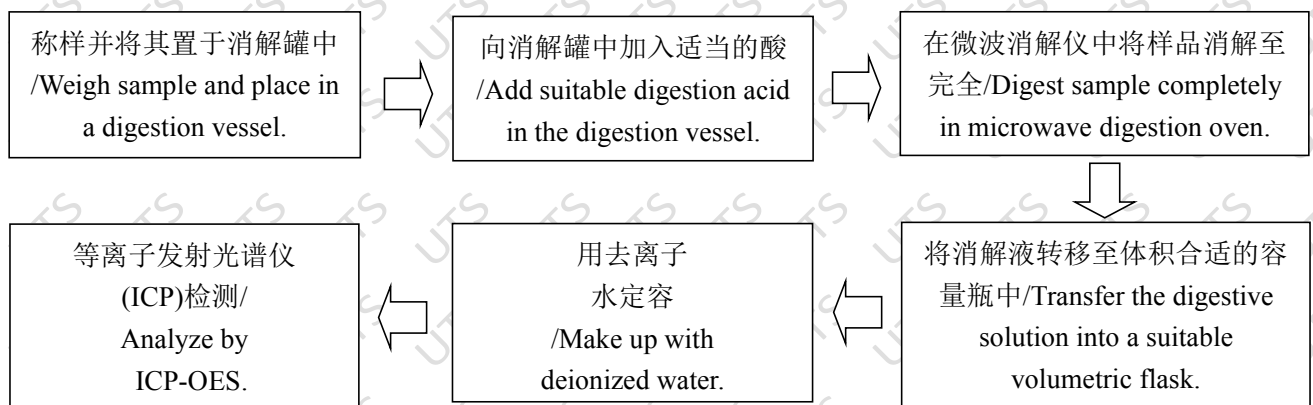 称样并将其置于消解罐中
/Weigh sample and place in
a digestion vessel.
向消解罐中加入适当的酸
/Add suitable digestion acid
in the digestion vessel.
在微波消解仪中将样品消解至
完全/Digest sample completely
in microwave digestion oven.
将消解液转移至体积合适的容
量瓶中/Transfer the digestive
solution into a suitable
volumetric flask.
用去离子
水定容
/Make up with
deionized water.
等离子发射光谱仪
(ICP)检测/
Analyze by
ICP-OES.